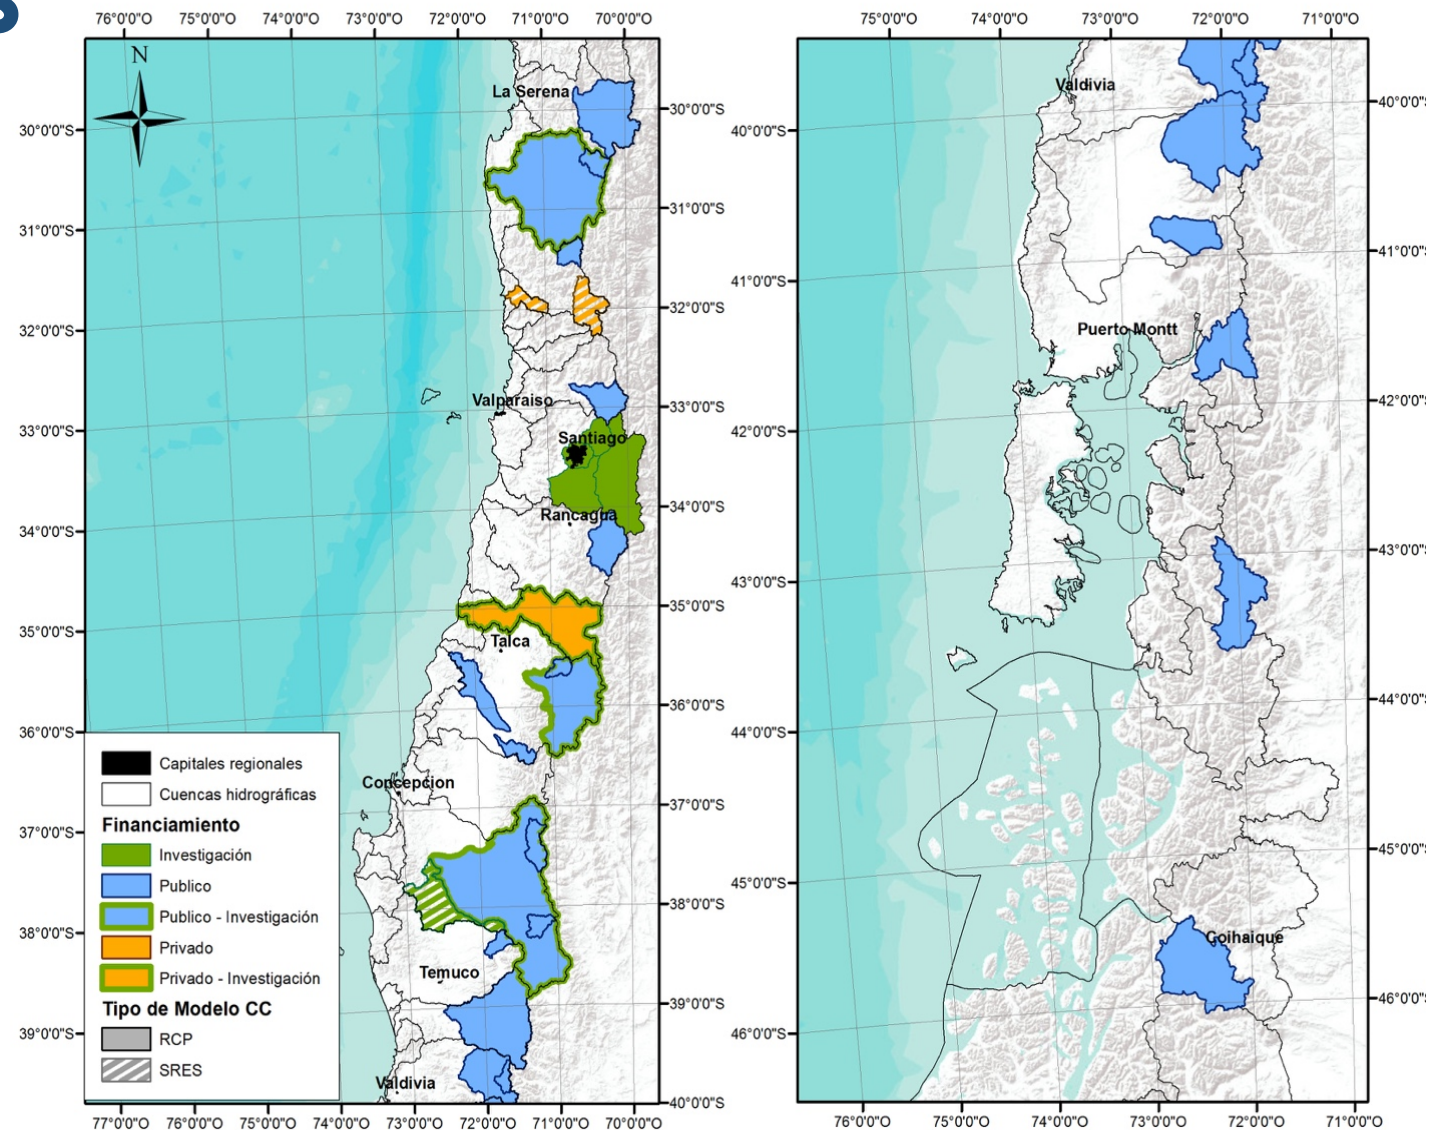 S
76°0'0"O 75°0'0"O 74°0'0"O 73°0'0"O 72°0'0"O 71°0'0"O 70°0'0"O
N
La Serena
30°0'0"S
30°0'0"S
31°0'0"S
31°0'0"S
32°0'0"S
32°0'0"S
Valparaiso
33°0'0"S
33°0'0"S
Santiago
34°0'0"S
Rancagua
34°0'0"S
35°0'0"S
35°0'0"S
Talca
36°0'0"S
36°0'0"S
Concepcion
37°0'0"S
37°0'0"S
38°0'0"S
38°0'0"S
Temuco
39°0'0"S
39°0'0"S
Valdivia
40°0'0"S
Capitales regionales
Cuencas hidrográficas
Financiamiento
Investigación
Publico
Publico - Investigación
Privado
Privado - Investigación
Tipo de Modelo CC
RCP
SRES
77°0'0"O 76°0'0"O 75°0'0"O 74°0'0"O 73°0'0"O 72°0'0"O 71°0'0"O 70°0'0"O
75°0'0"O 74°0'0"O 73°0'0"O 72°0'0"O 71°0'0"O
Valdivia
40°0'0"S
40°0'0"S
41°0'0"S
41°0'0"S
Puerto Montt
42°0'0"S
42°0'0"S
43°0'0"S
43°0'0"S
44°0'0"S
44°0'0"S
45°0'0"S
45°0'0"S
Coihaique
46°0'0"S
46°0'0"S
76°0'0"O 75°0'0"O 74°0'0"O 73°0'0"O 72°0'0"O 71°0'0"O